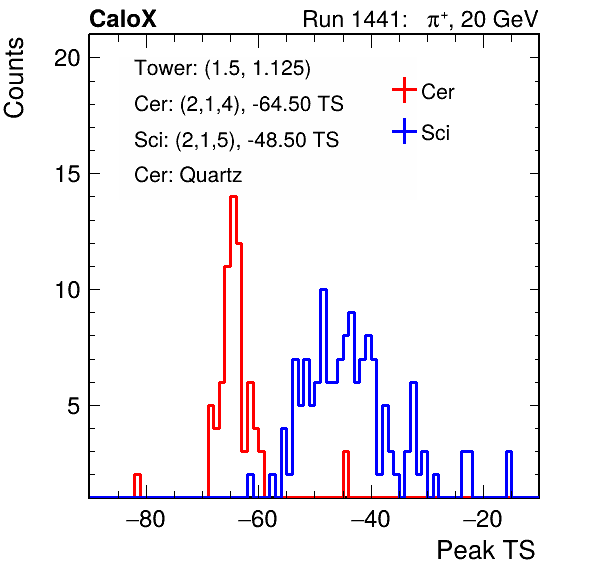 CaloX Run 1441: π⁺, 20 GeV
Counts
20
15
10
5
Tower: (1.5, 1.125)
Cer: (2,1,4), -64.50 TS
Sci: (2,1,5), -48.50 TS
Cer: Quartz
Cer
Sci
−80 −60 −40 −20
Peak TS